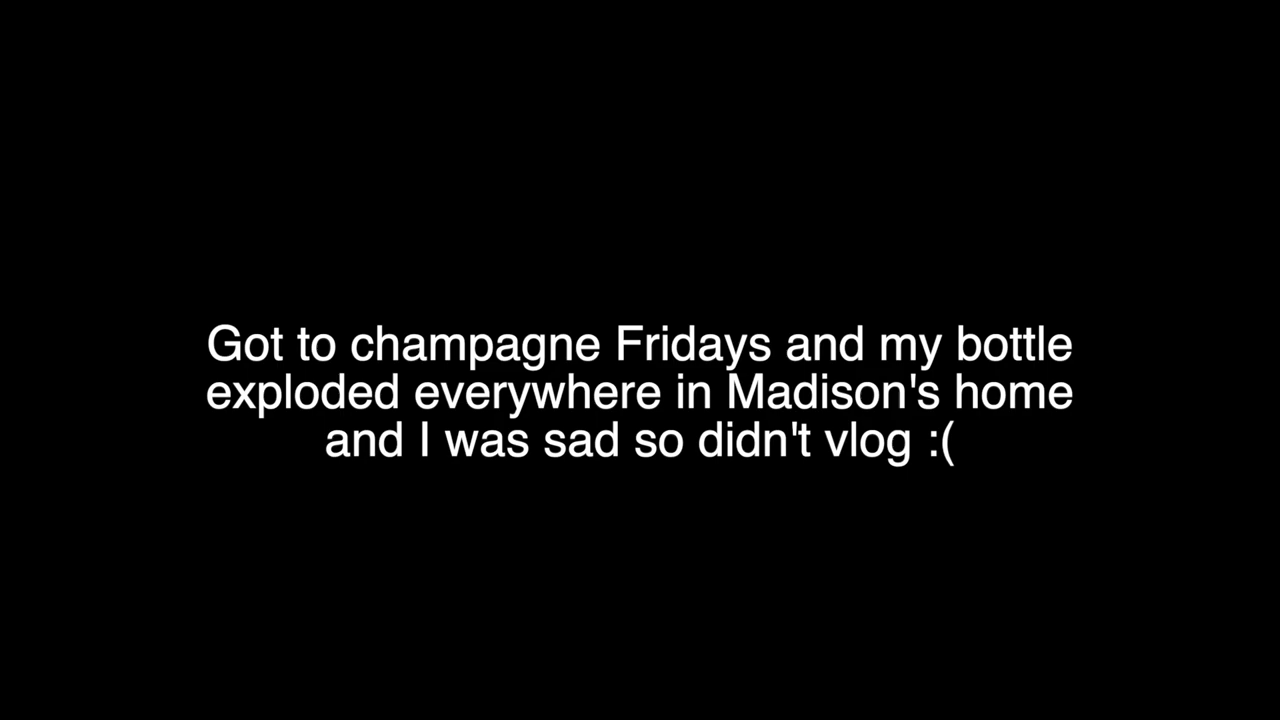 Got to champagne Fridays and my bottle
exploded everywhere in Madison's home
and I was sad so didn't vlog :(